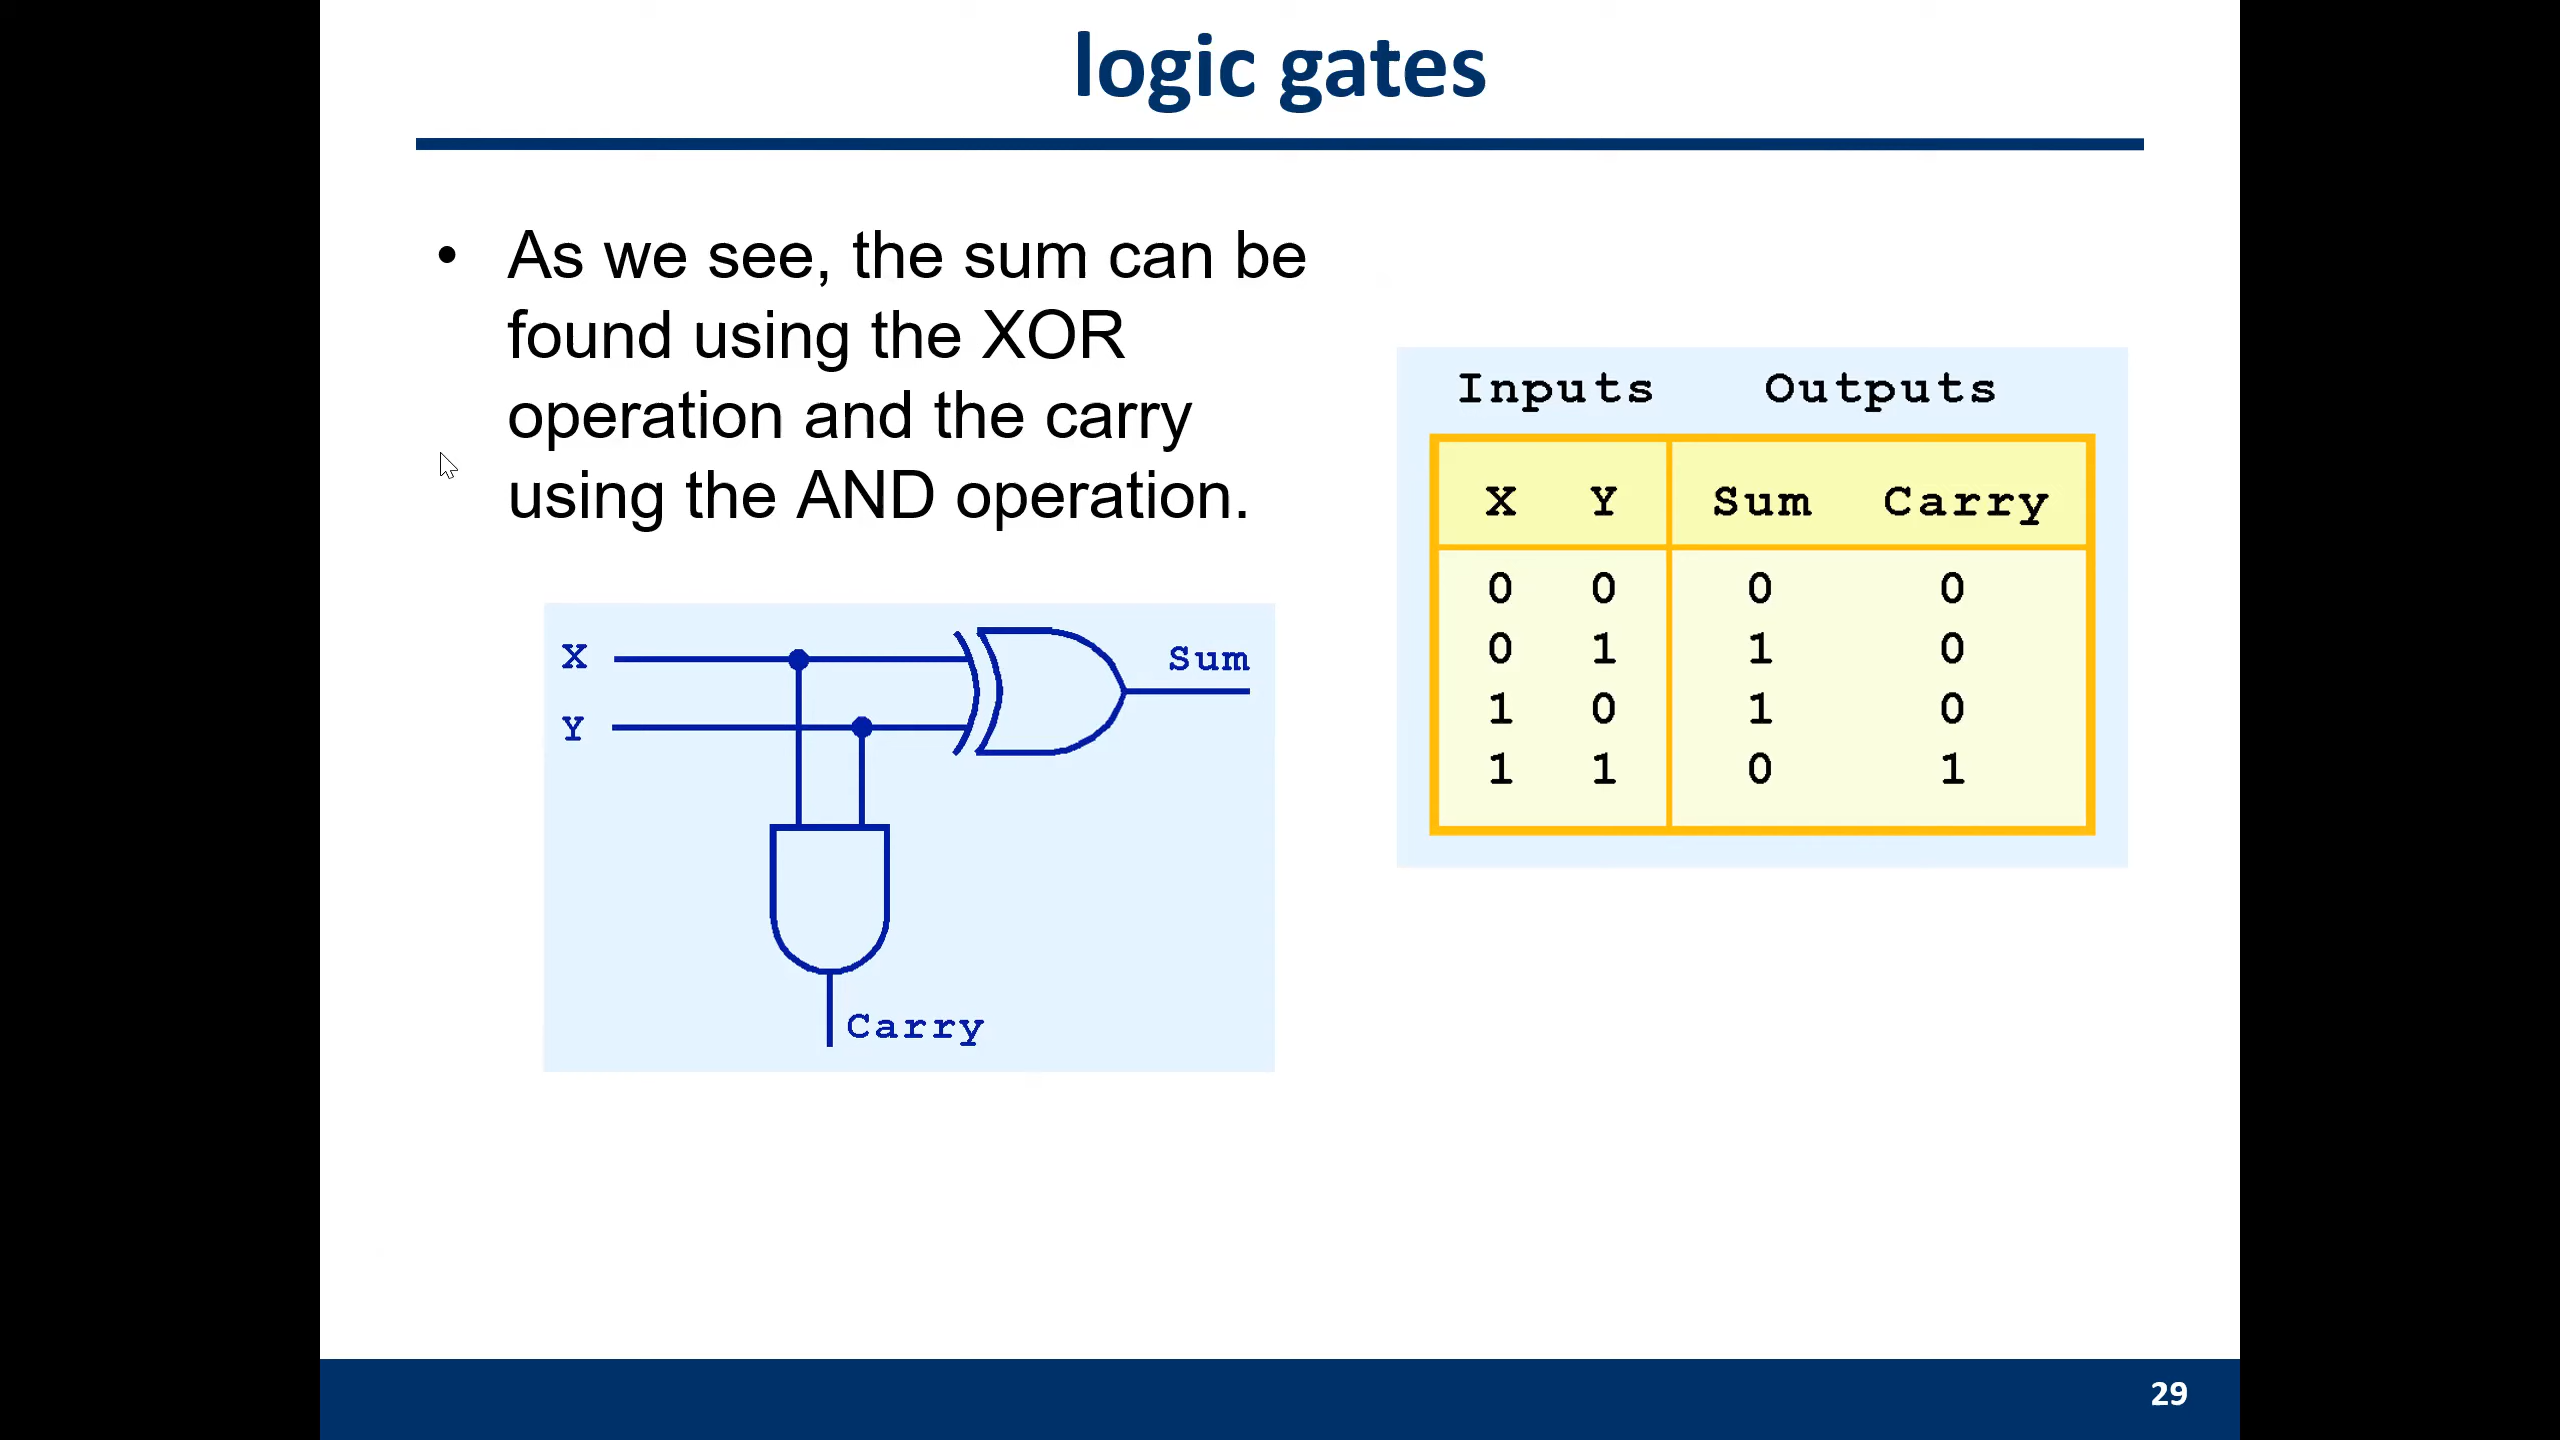 logic gates
• As we see, the sum can be
found using the XOR
operation and the carry
using the AND operation.
X
Y
Sum
Carry
Inputs Outputs
X Y Sum Carry
0 0 0 0
0 1 1 0
1 0 1 0
1 1 0 1
29